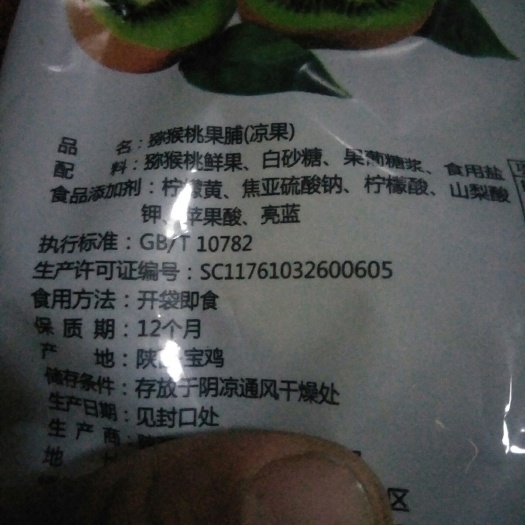 品 名：猕猴桃果脯(凉果)
配 料：猕猴桃鲜果、白砂糖、果葡糖浆、食用盐
食品添加剂：柠檬黄、焦亚硫酸钠、柠檬酸、山梨酸
钾、苹果酸、亮蓝
执行标准：GB/T 10782
生产许可证编号：SC11761032600605
食用方法：开袋即食
保 质 期：12个月
产 地：陕西宝鸡
储存条件：存放于阴凉通风干燥处
生产日期：见封口处
生 产 商：
地
区